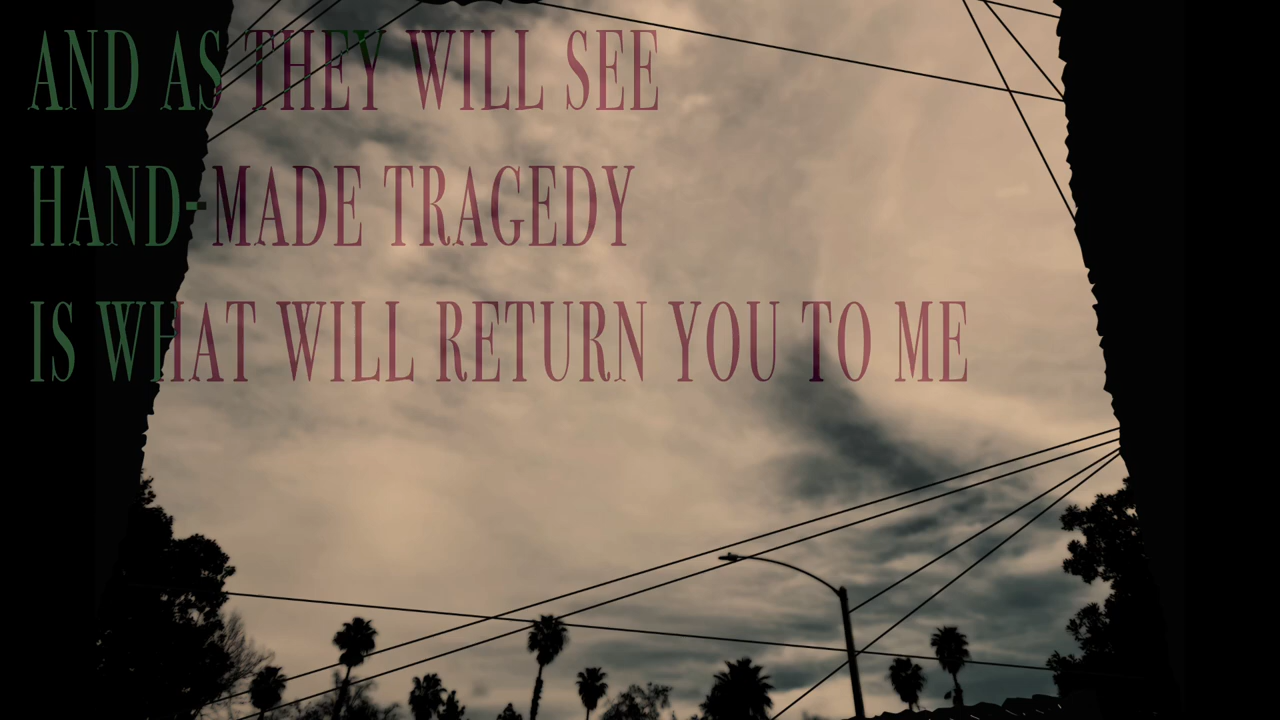 AND AS THEY WILL SEE
HAND-MADE TRAGEDY
IS WHAT WILL RETURN YOU TO ME